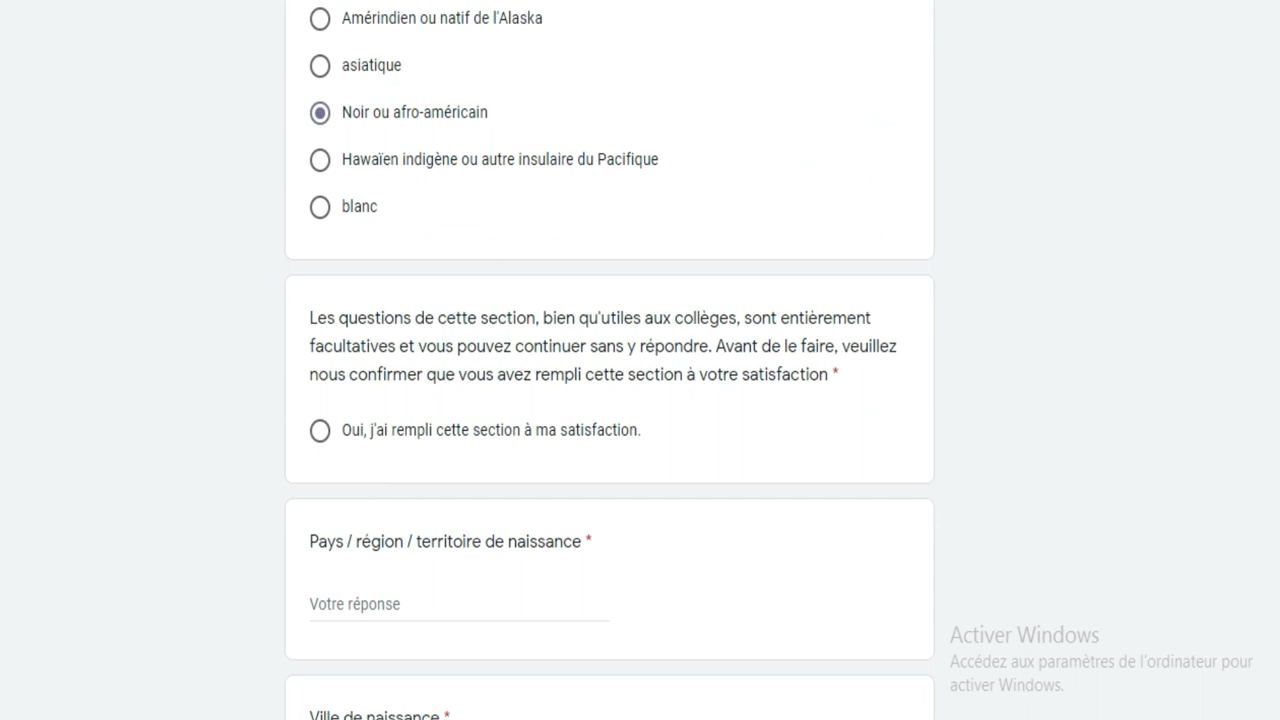 Amérindien ou natif de l'Alaska
asiatique
Noir ou afro-américain
Hawaïen indigène ou autre insulaire du Pacifique
blanc
Les questions de cette section, bien qu'utiles aux collèges, sont entièrement
facultatives et vous pouvez continuer sans y répondre. Avant de le faire, veuillez
nous confirmer que vous avez rempli cette section à votre satisfaction *
Oui, j'ai rempli cette section à ma satisfaction.
Pays / région / territoire de naissance *
Votre réponse
Activer Windows
Accédez aux paramètres de l'ordinateur pour
activer Windows.
Ville de naissance *